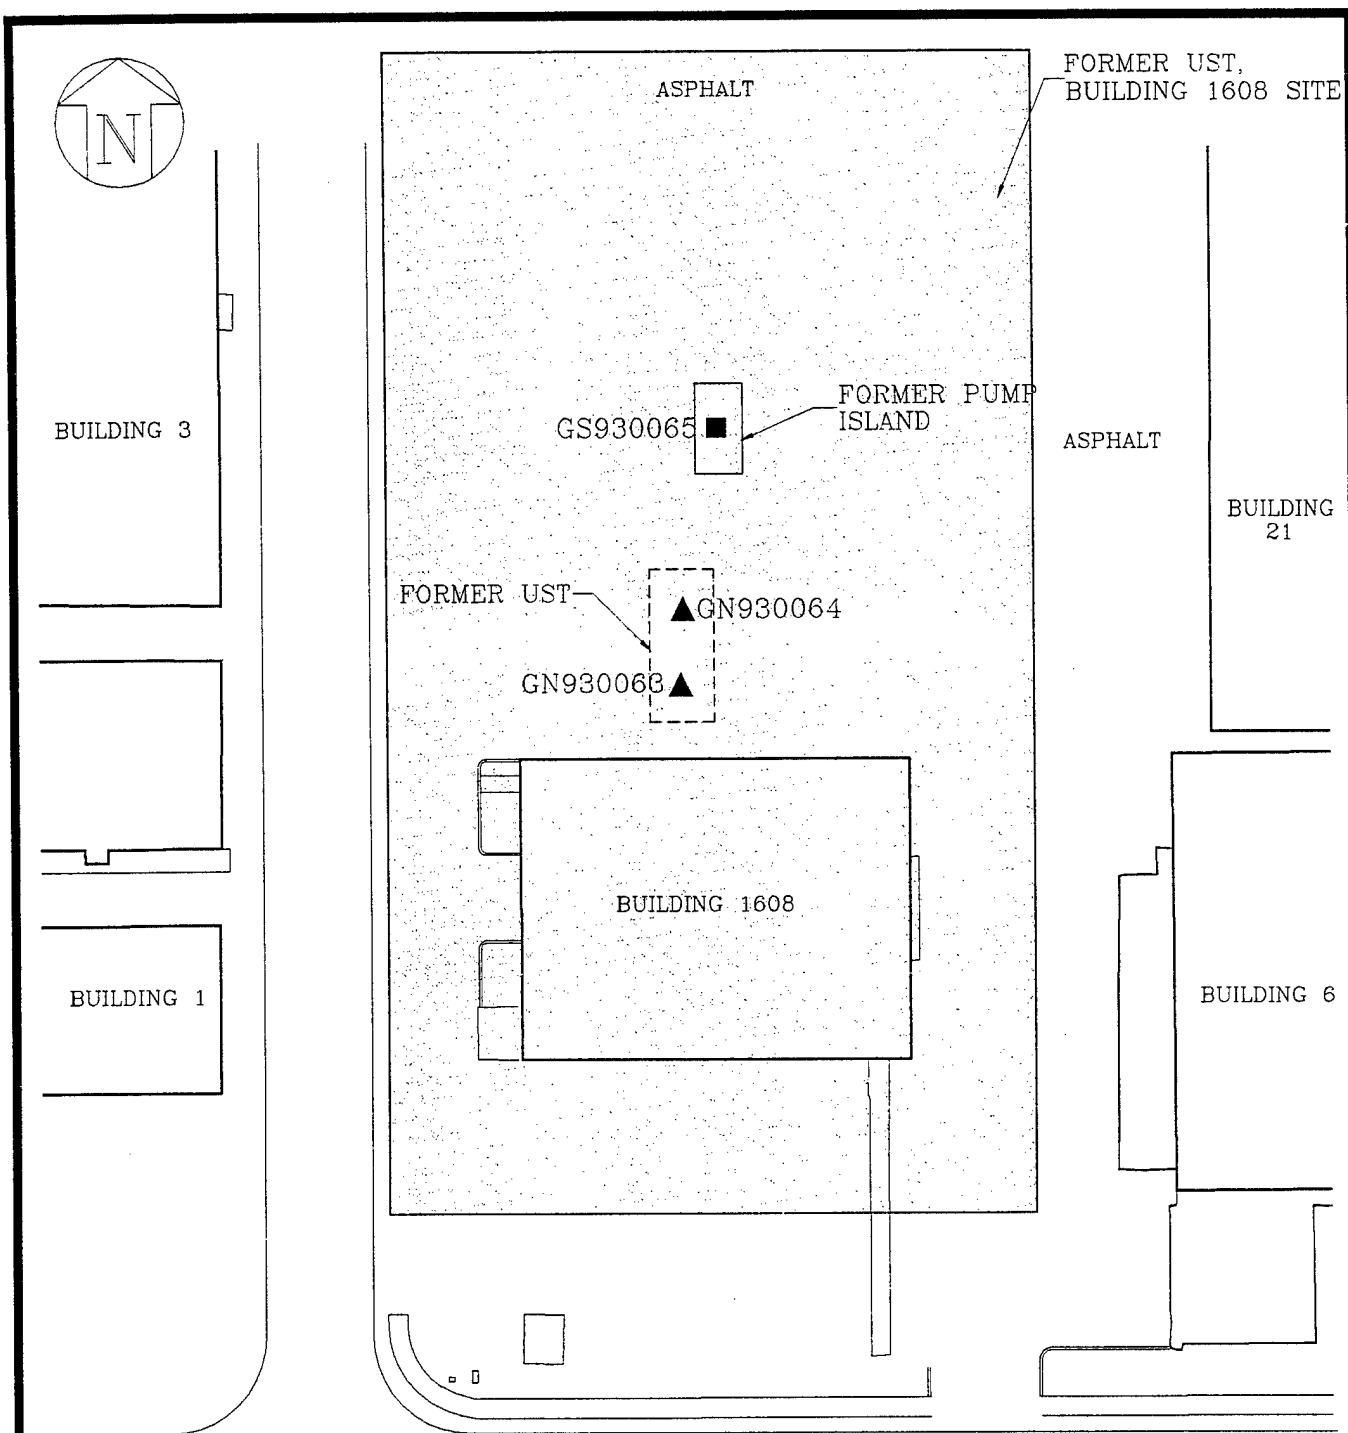 N
ASPHALT
FORMER UST,
BUILDING 1608 SITE
BUILDING 3
GS930065
FORMER PUMP
ISLAND
ASPHALT
BUILDING
21
FORMER UST
GN930064
GN930063
BUILDING 1608
BUILDING 1
BUILDING 6